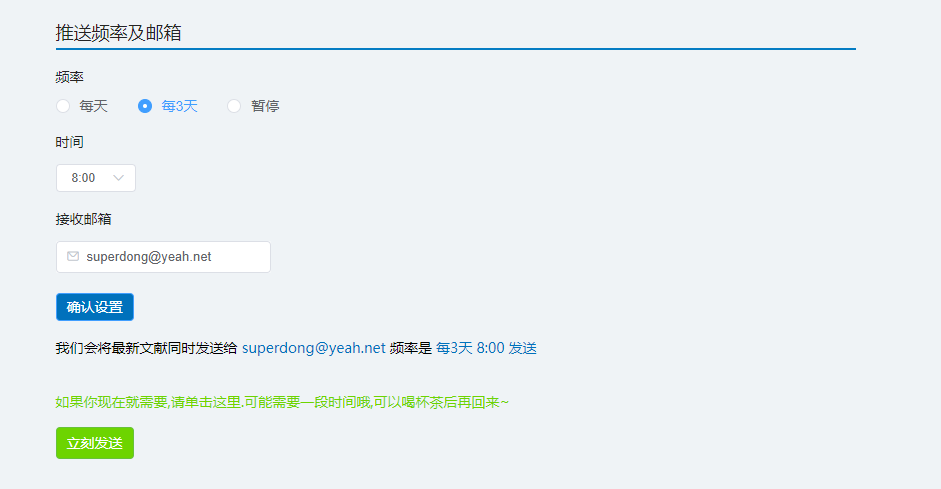 推送频率及邮箱
频率
每天 每3天 暂停
时间
8:00
接收邮箱
superdong@yeah.net
确认设置
我们会将最新文献同时发送给 superdong@yeah.net 频率是 每3天 8:00 发送
如果你现在就需要,请单击这里.可能需要一段时间哦,可以喝杯茶后再回来~
立刻发送